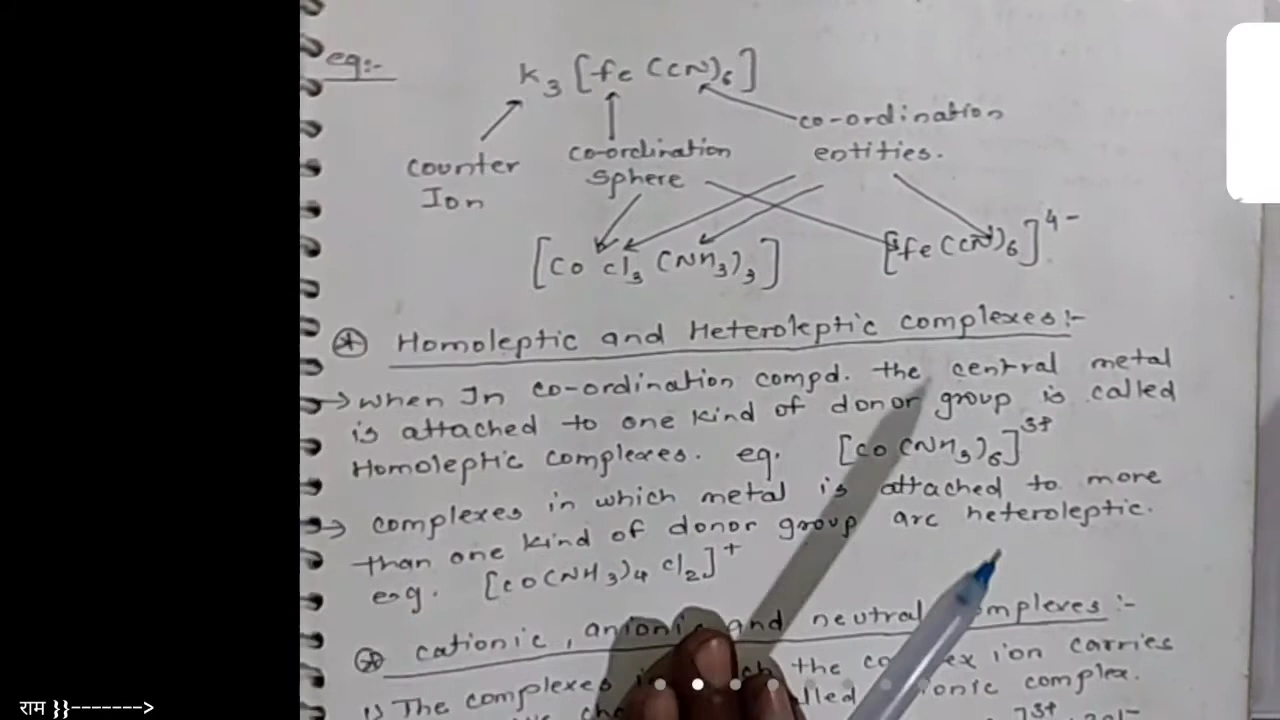 eg:-
K3 [fe (CN)6]
co-ordination
entities.
counter
Ion
co-ordination
sphere
[Co Cl3 (NH3)3]
[fe(CN)6]4-
Homoleptic and Heteroleptic complexes:-
→ when In co-ordination compd. the central metal
is attached to one kind of donor group is called
Homoleptic complexes. eg. [CO (NH3)6]3+
→ complexes in which metal is attached to more
than one kind of donor group are heteroleptic.
e.g. [CO(NH3)4 Cl2]+
cationic, anionic and neutral complexes :-
The complexes the ion carries
complex.
राम }}------->